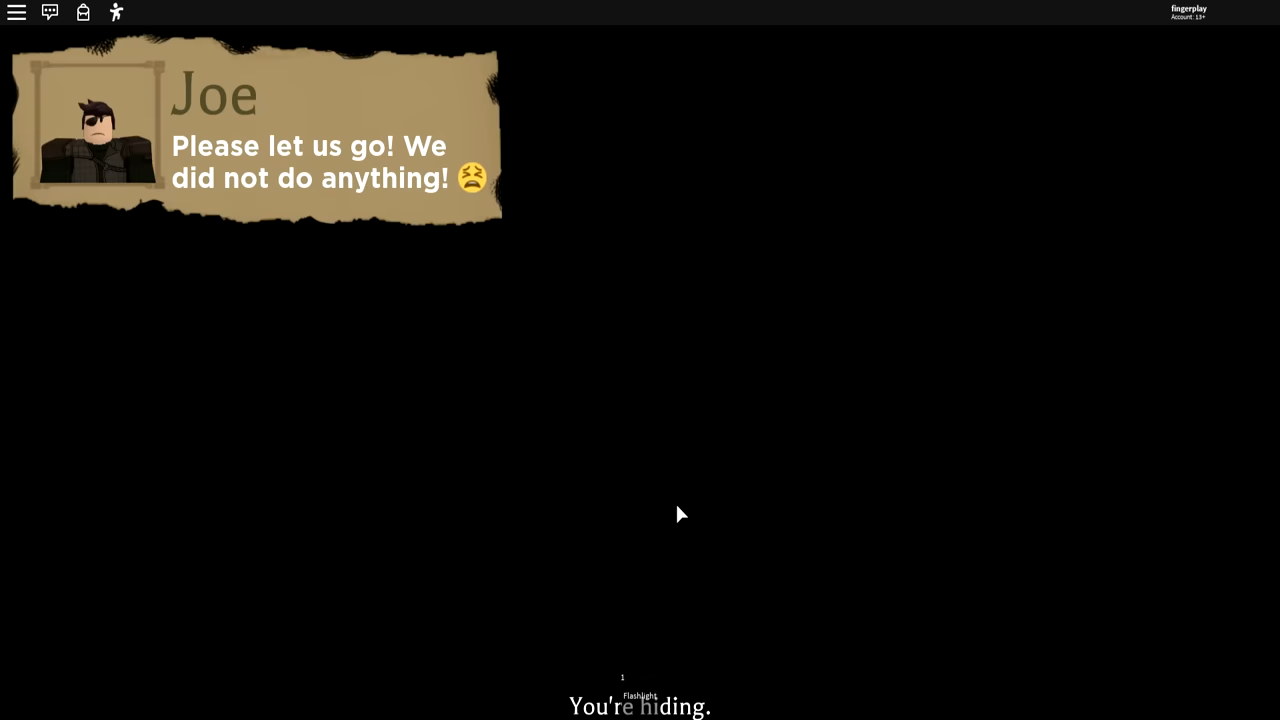 fingerplay
Account: 13+
Joe
Please let us go! We
did not do anything! 😫
1
Flashlight
You're hiding.